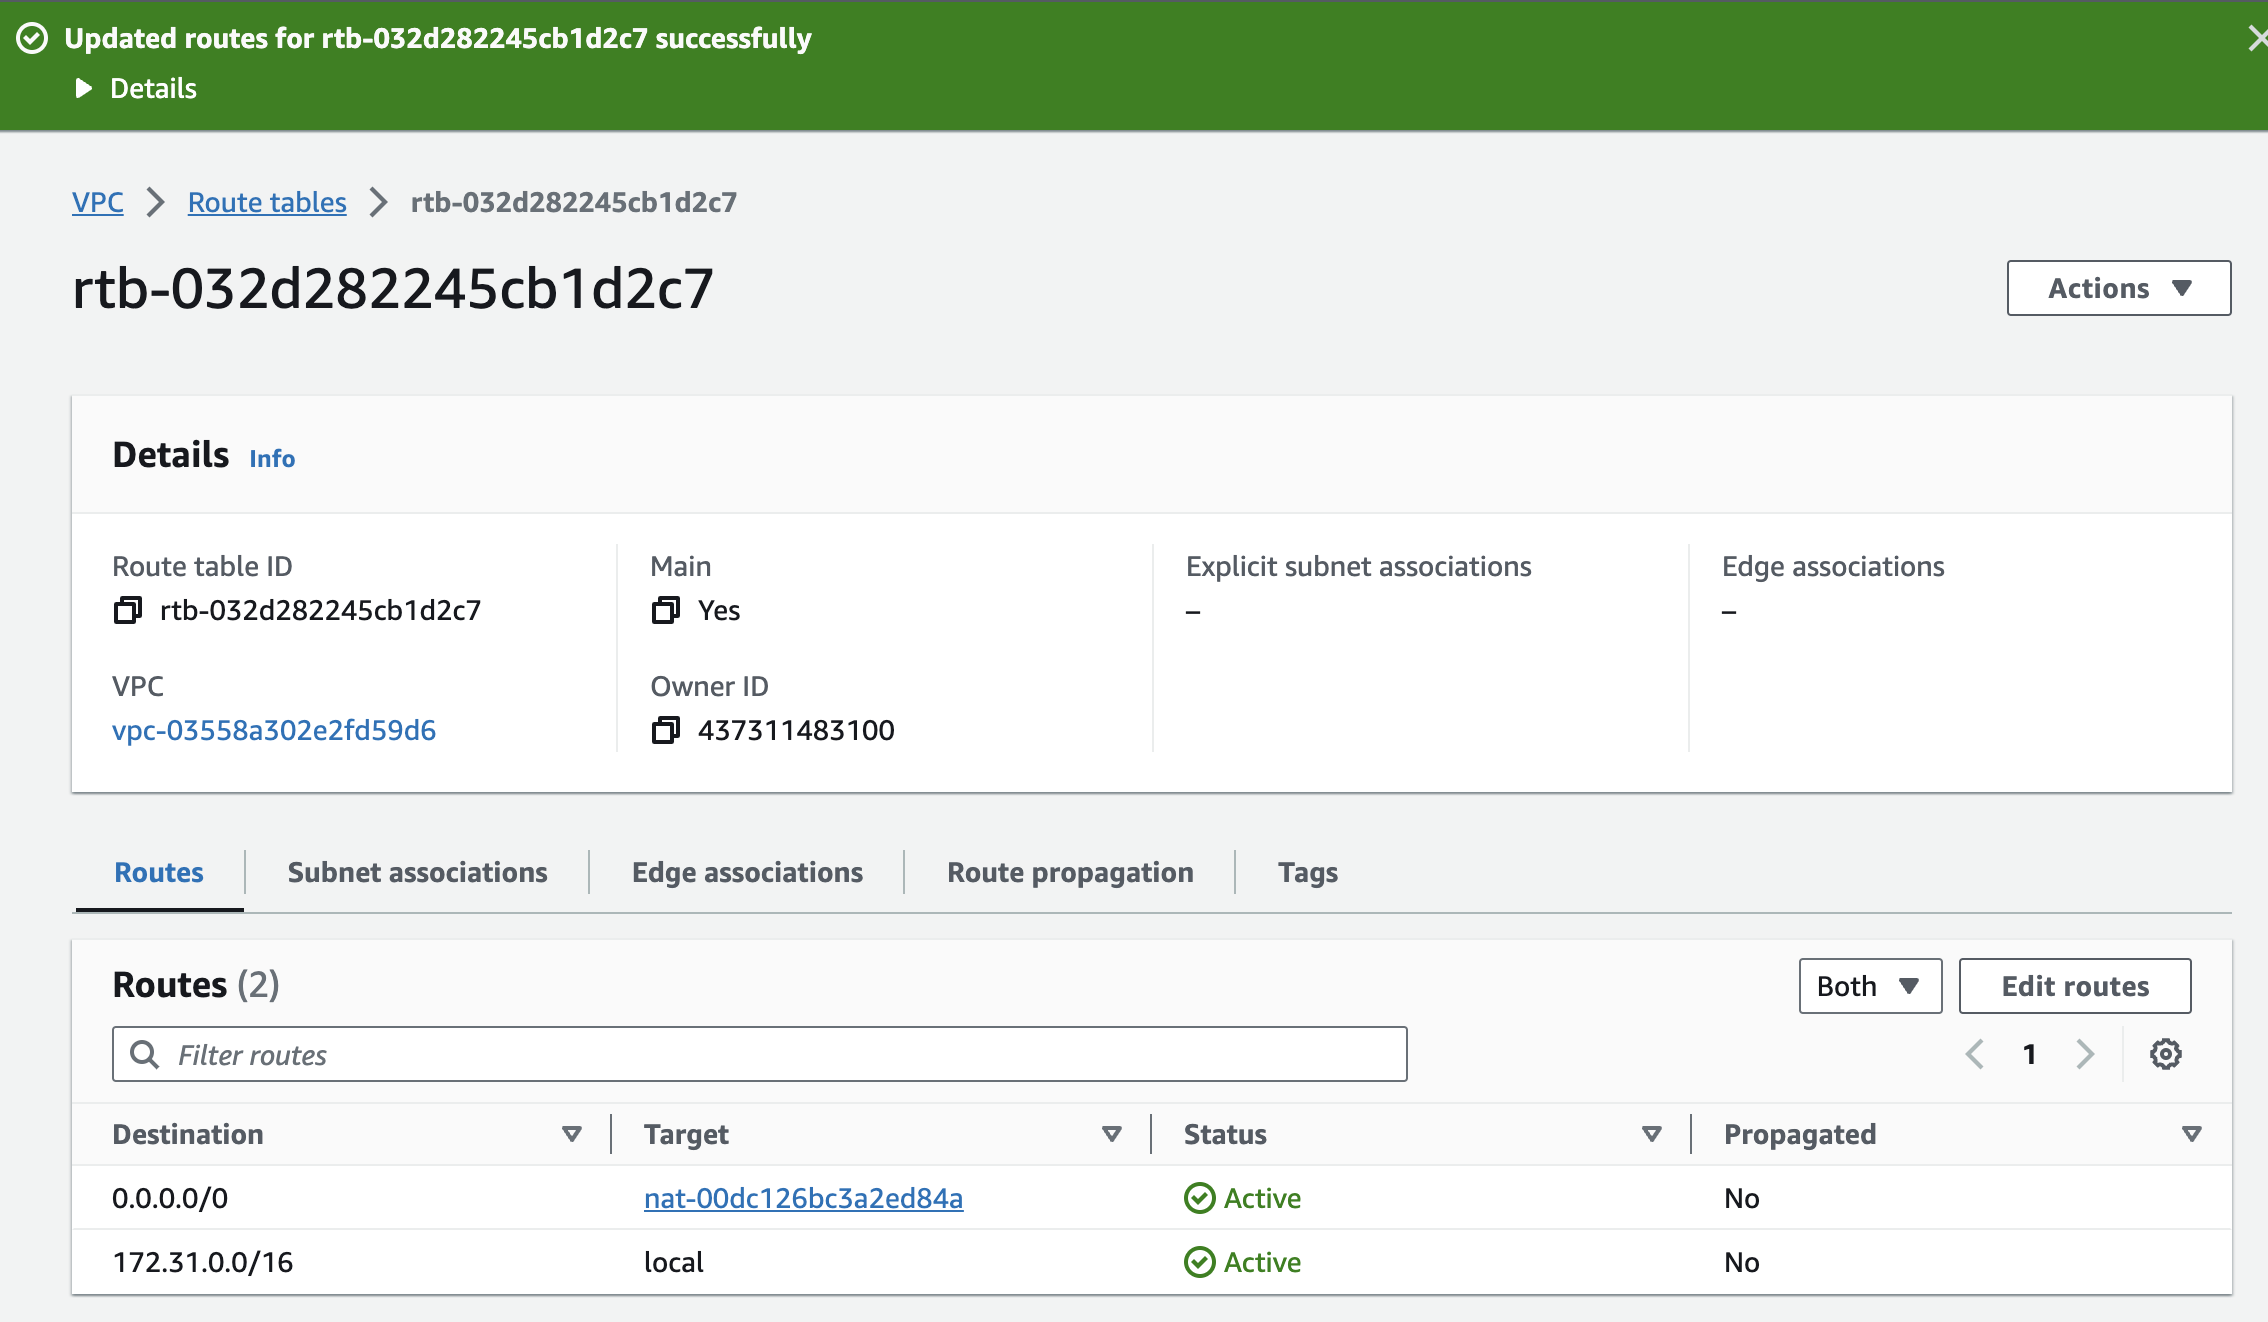 Updated routes for rtb-032d282245cb1d2c7 successfully
Details
VPC Route tables rtb-032d282245cb1d2c7
rtb-032d282245cb1d2c7
Actions
Details Info
Route table ID
rtb-032d282245cb1d2c7
VPC
vpc-03558a302e2fd59d6
Main
Yes
Owner ID
437311483100
Explicit subnet associations
–
Edge associations
–
Routes Subnet associations Edge associations Route propagation Tags
Routes (2)
Both Edit routes
Filter routes
1
Destination Target Status Propagated
0.0.0.0/0 nat-00dc126bc3a2ed84a Active No
172.31.0.0/16 local Active No